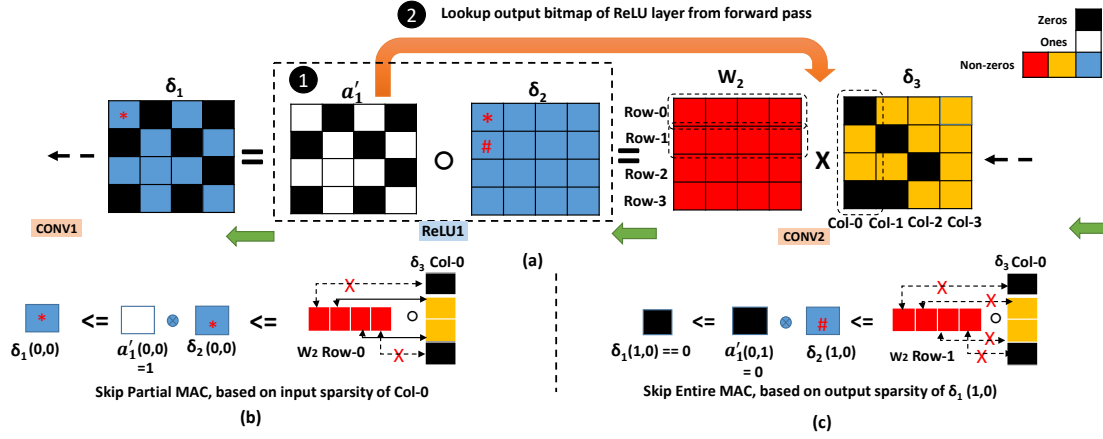 2 Lookup output bitmap of ReLU layer from forward pass
Zeros
Ones
Non-zeros
1
δ₁
a₁′
δ₂
W₂
δ₃
*
*
#
=
O
=
X
Row-0
Row-1
Row-2
Row-3
Col-0 Col-1 Col-2 Col-3
CONV1
ReLU1
CONV2
(a)
δ₃ Col-0
X
*
<=
*
<=
O
X
δ₁(0,0)
a₁′(0,0)
=1
δ₂(0,0)
W₂ Row-0
Skip Partial MAC, based on input sparsity of Col-0
(b)
δ₃ Col-0
X
X
<=
#
<=
O
X
X
δ₁(1,0) == 0
a₁′(0,1)
= 0
δ₂(1,0)
W₂ Row-1
Skip Entire MAC, based on output sparsity of δ₁ (1,0)
(c)